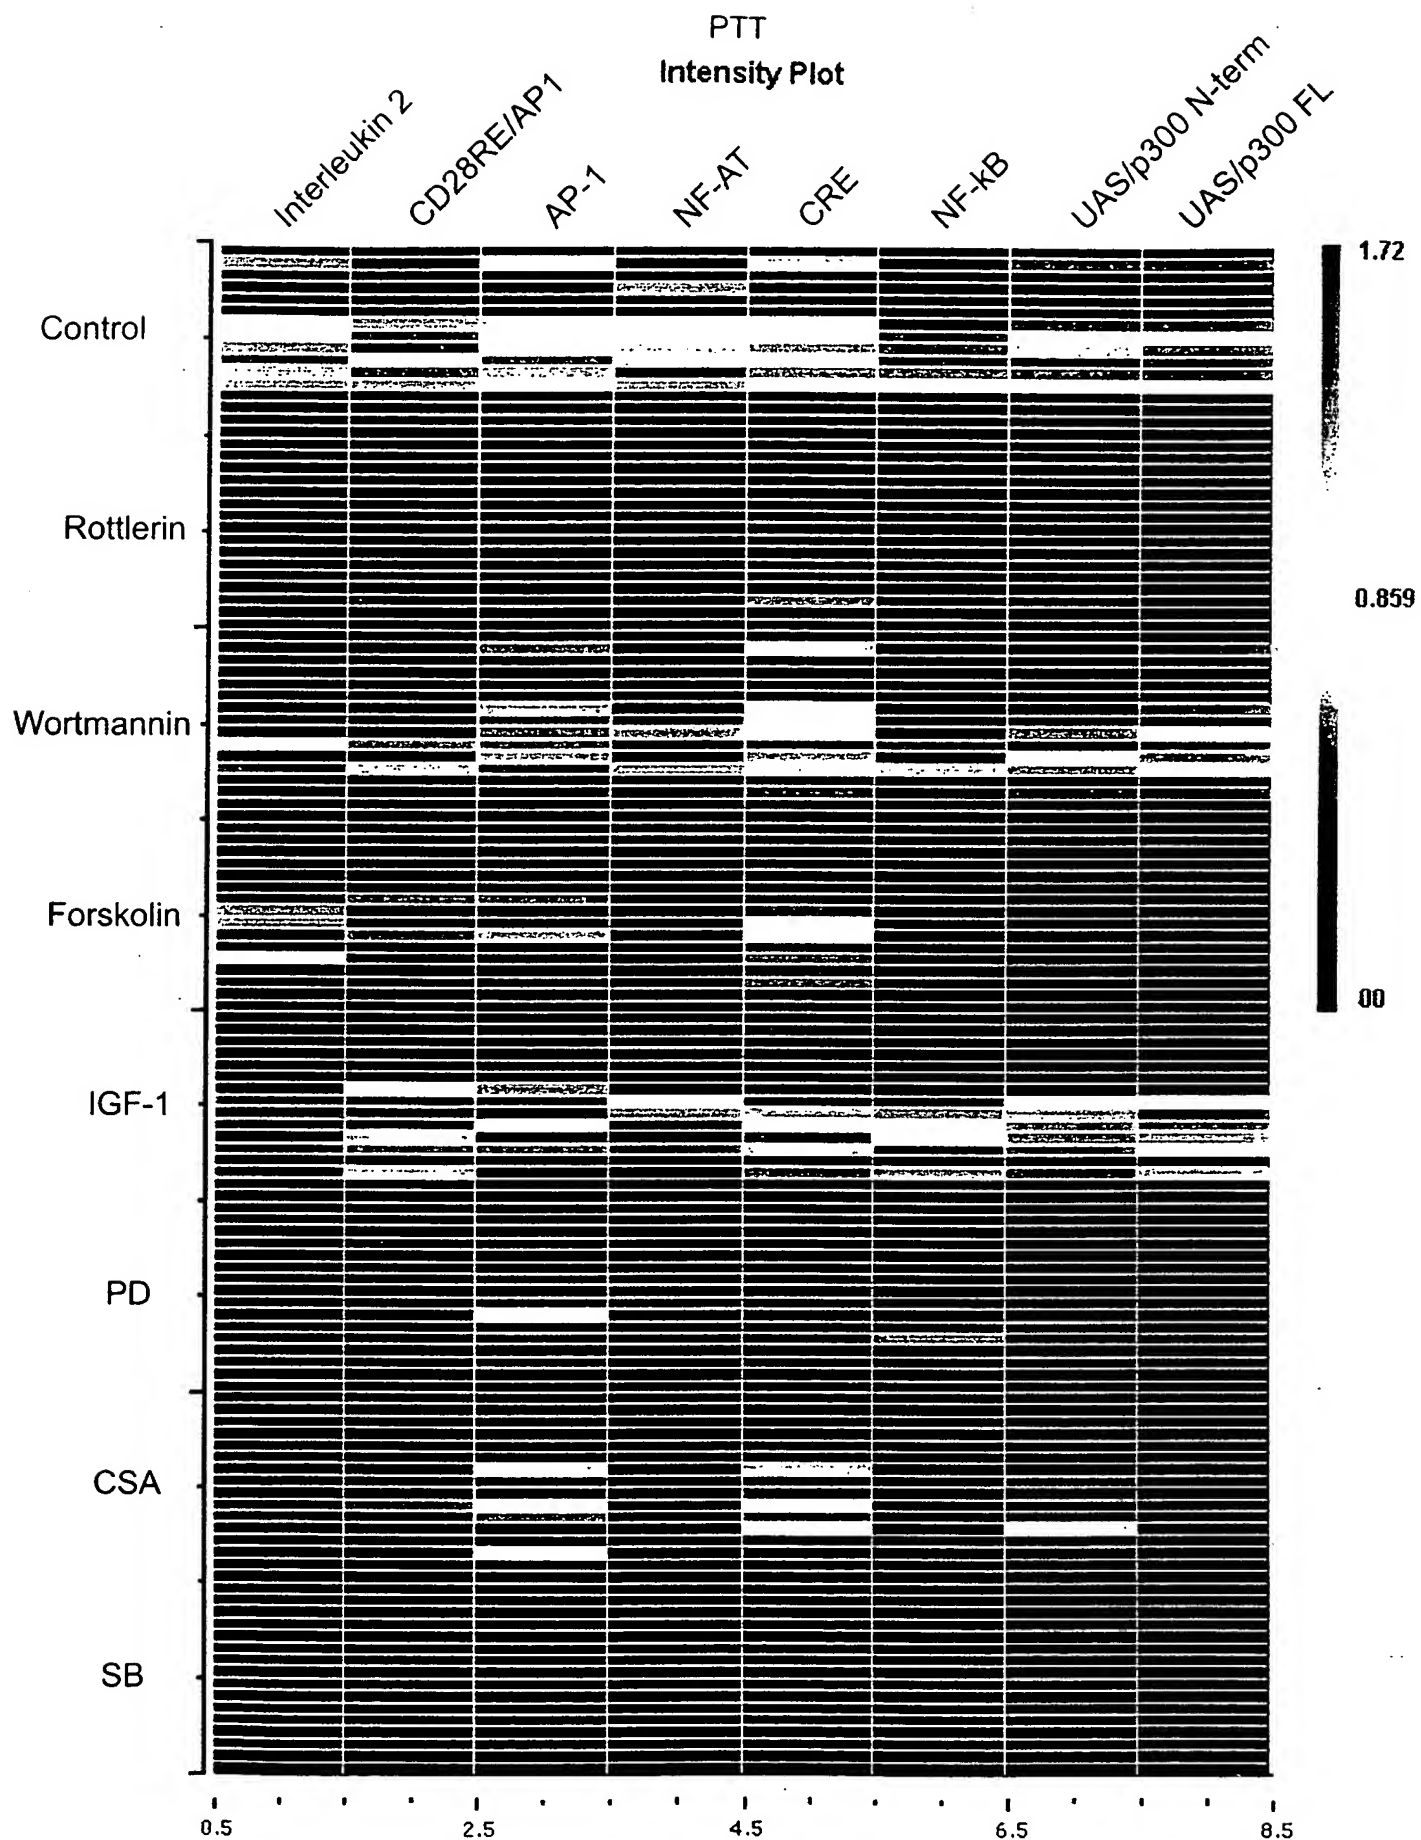 PTT
Intensity Plot
Interleukin 2
CD28RE/AP1
AP-1
NF-AT
CRE
NF-kB
UAS/p300 N-term
UAS/p300 FL
1.72
Control
Rottlerin
0.859
Wortmannin
Forskolin
00
IGF-1
PD
CSA
SB
0.5 2.5 4.5 6.5 8.5